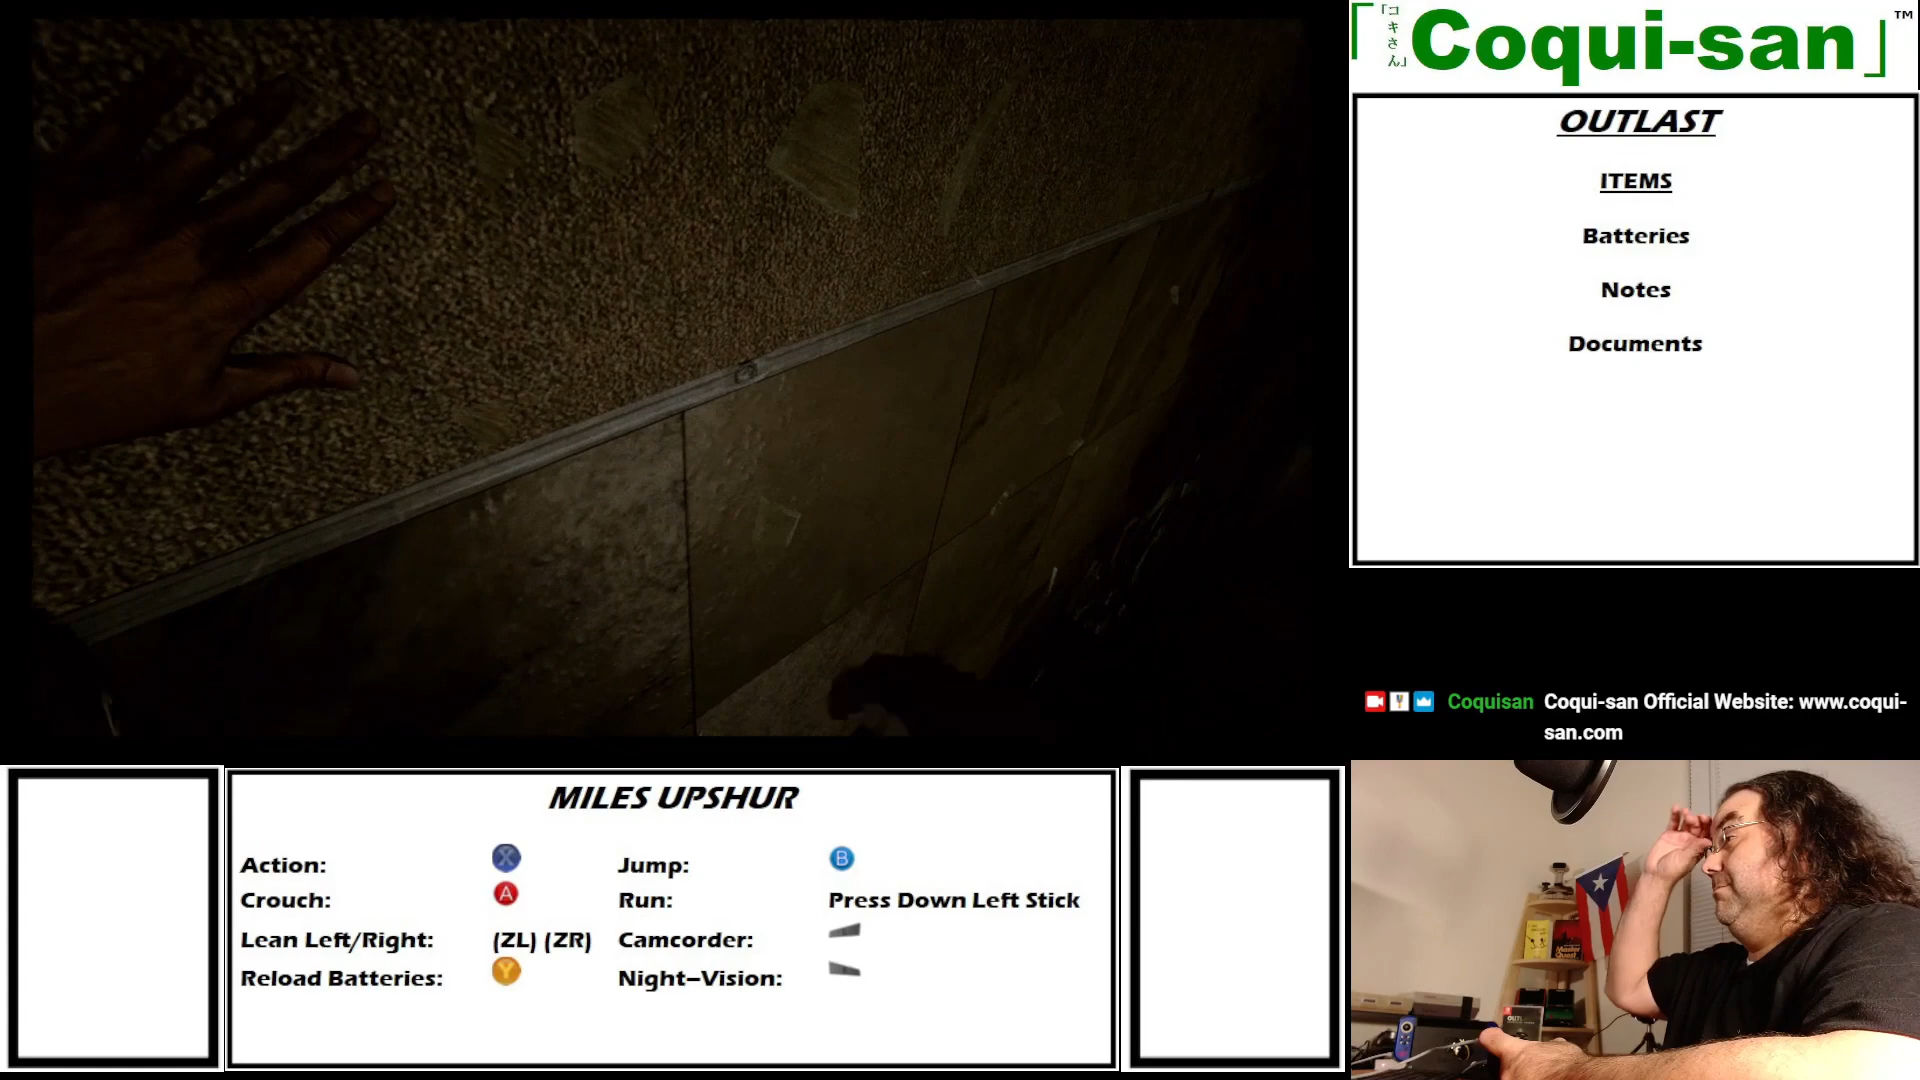 「コキさん」
Coqui-san
TM
OUTLAST
ITEMS
Batteries
Notes
Documents
Coquisan Coqui-san Official Website: www.coqui-
san.com
MILES UPSHUR
Action: X Jump: B
Crouch: A Run: Press Down Left Stick
Lean Left/Right: (ZL) (ZR) Camcorder:
Reload Batteries: Y Night-Vision: